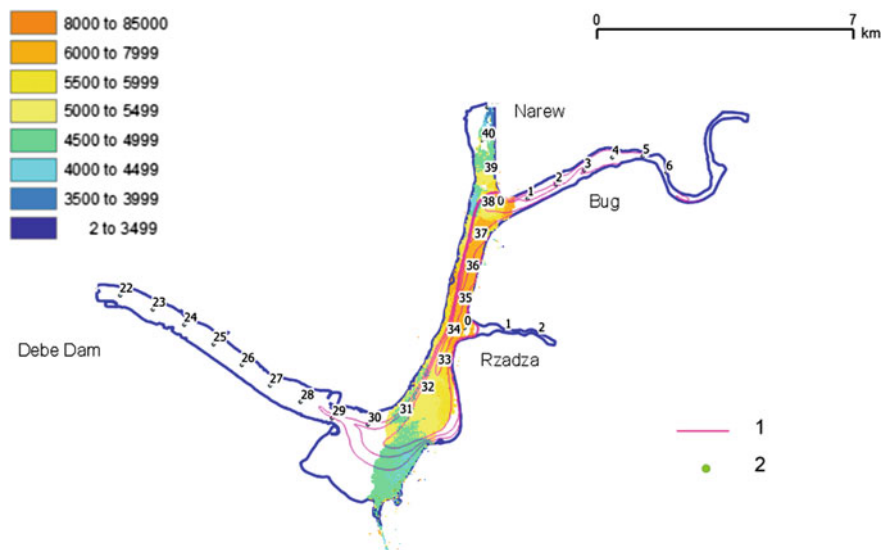 8000 to 85000
6000 to 7999
5500 to 5999
5000 to 5499
4500 to 4999
4000 to 4499
3500 to 3999
2 to 3499
0 7
km
Narew
40
39
38 0 1 2 3 4 5 6
Bug
37
36
35
34 0 1 2
Rzadza
33
32
31
22
23
24
25
26
27
28
29
30
Debe Dam
1
2